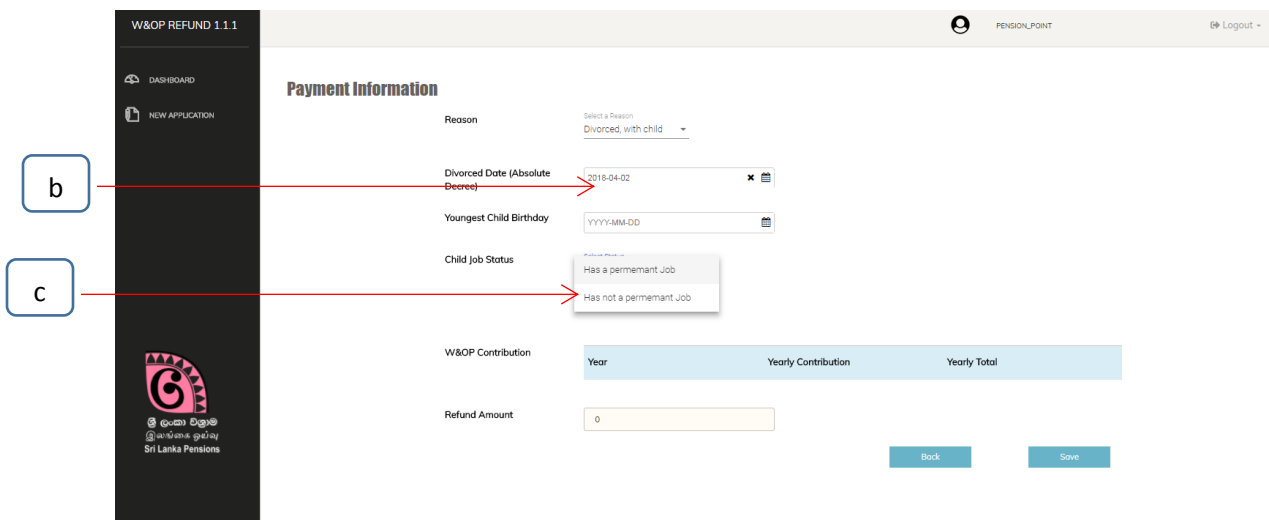 W&OP REFUND 1.1.1
PENSION_POINT
Logout
DASHBOARD
NEW APPLICATION
Payment Information
Reason
Select a Reason
Divorced, with child
b
Divorced Date (Absolute
Decree)
2018-04-02
Youngest Child Birthday
YYYY-MM-DD
Child Job Status
Select Status
Has a permemant Job
c
Has not a permemant Job
W&OP Contribution
Year
Yearly Contribution
Yearly Total
Refund Amount
0
ශ්‍රී ලංකා විශ්‍රාම
இலங்கை ஓய்வு
Sri Lanka Pensions
Back
Save